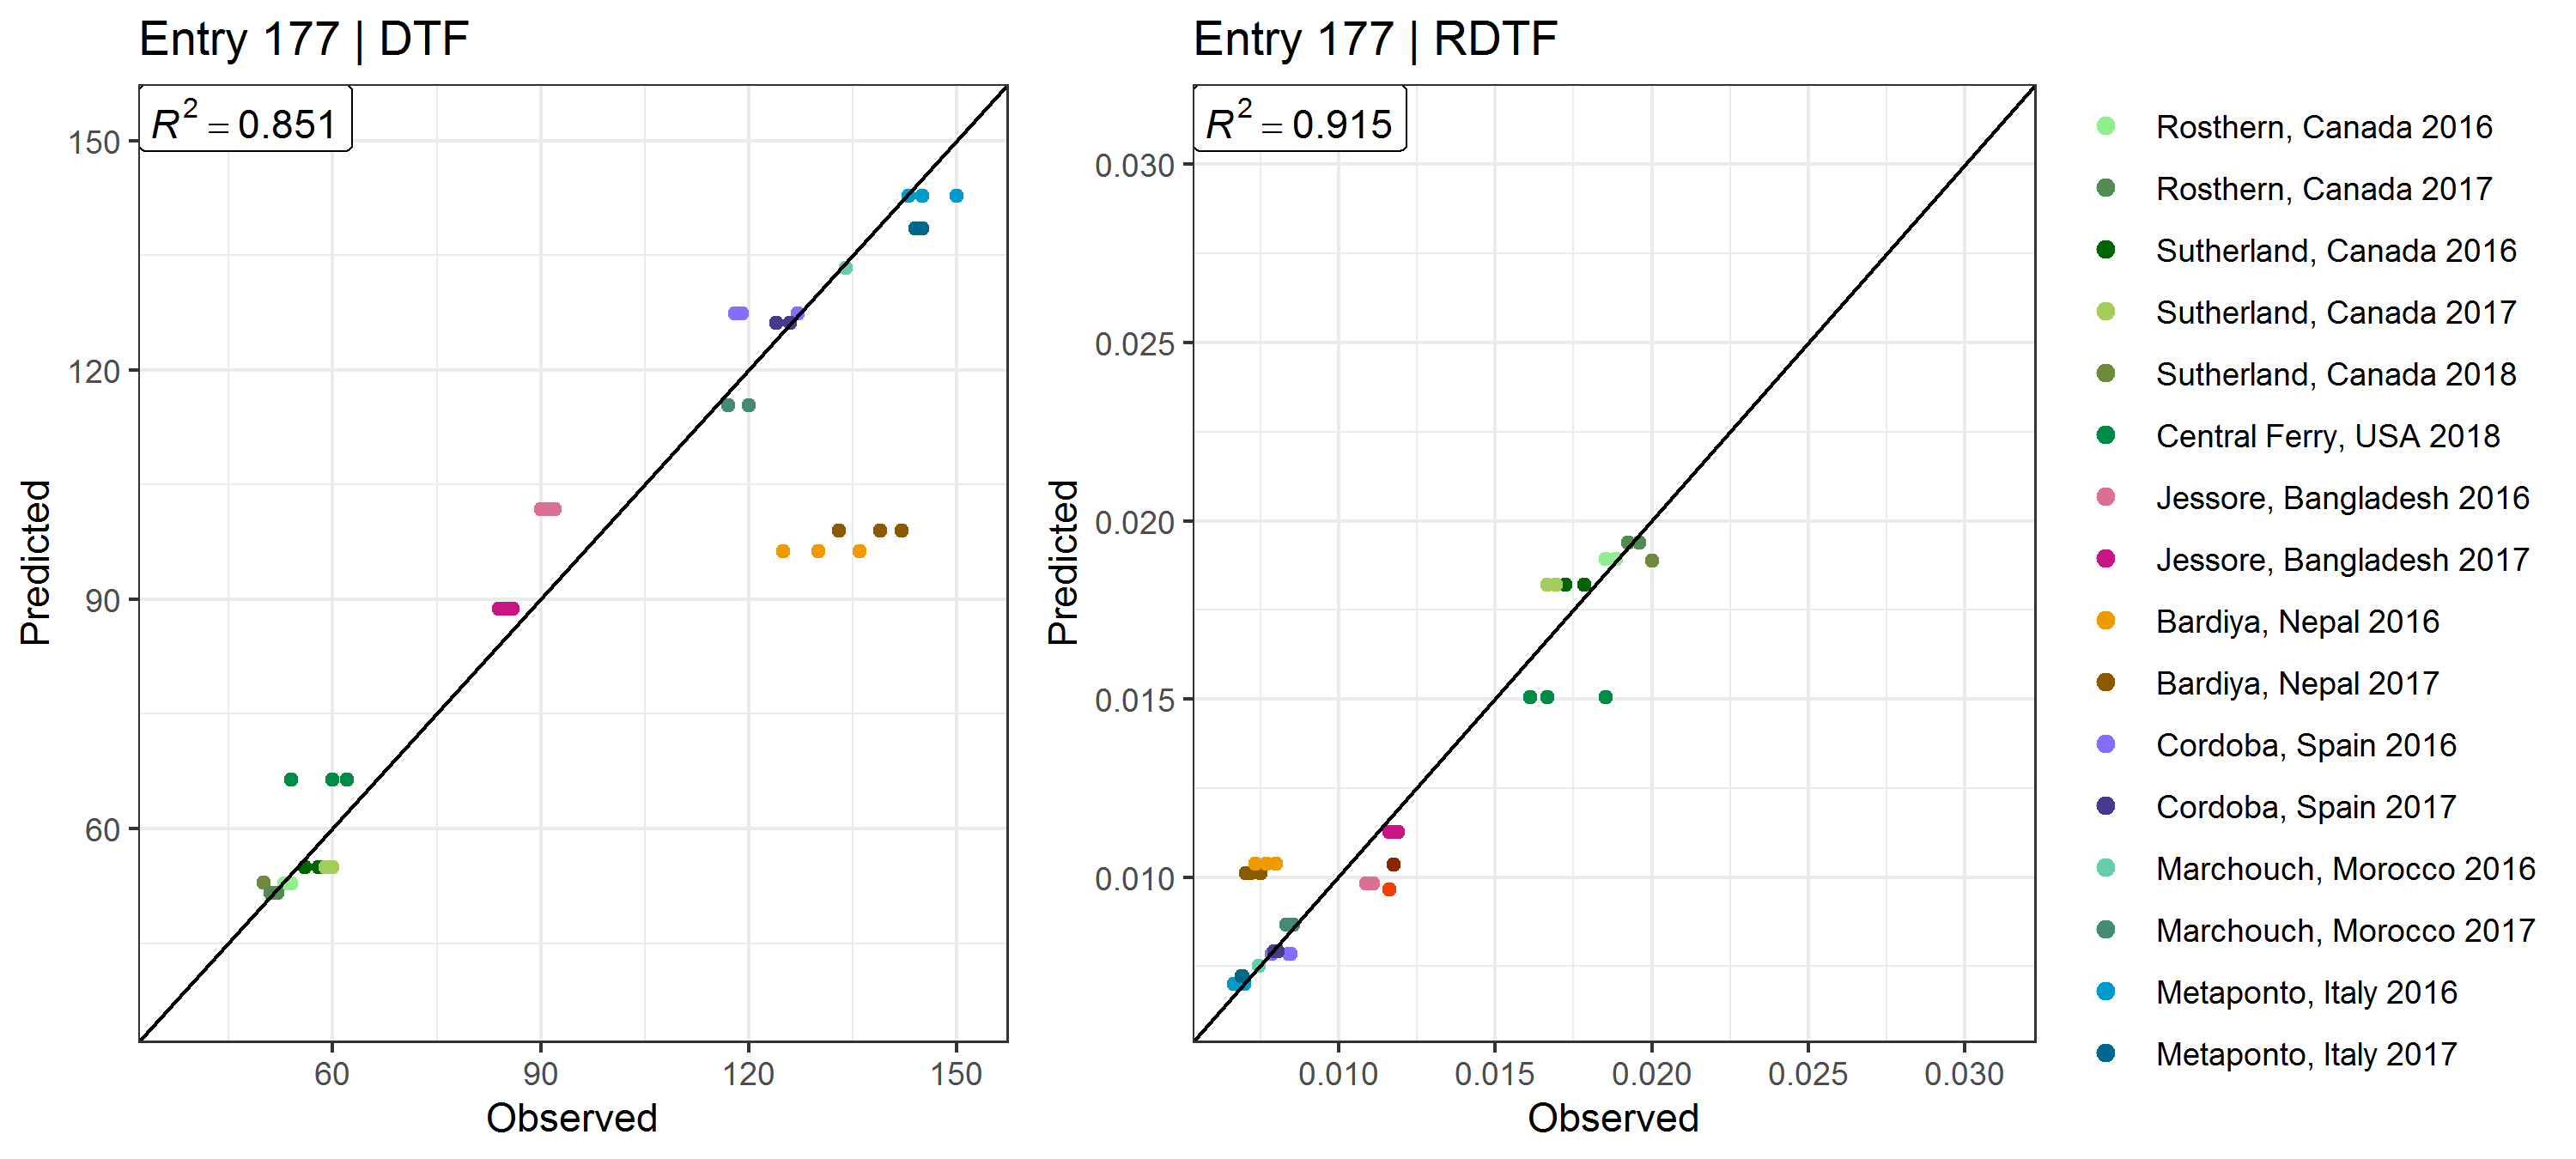 Entry 177 | DTF
R² = 0.851
150
120
90
60
Predicted
60 90 120 150
Observed
Entry 177 | RDTF
R² = 0.915
0.030
0.025
0.020
0.015
0.010
Predicted
0.010 0.015 0.020 0.025 0.030
Observed
Rosthern, Canada 2016
Rosthern, Canada 2017
Sutherland, Canada 2016
Sutherland, Canada 2017
Sutherland, Canada 2018
Central Ferry, USA 2018
Jessore, Bangladesh 2016
Jessore, Bangladesh 2017
Bardiya, Nepal 2016
Bardiya, Nepal 2017
Cordoba, Spain 2016
Cordoba, Spain 2017
Marchouch, Morocco 2016
Marchouch, Morocco 2017
Metaponto, Italy 2016
Metaponto, Italy 2017